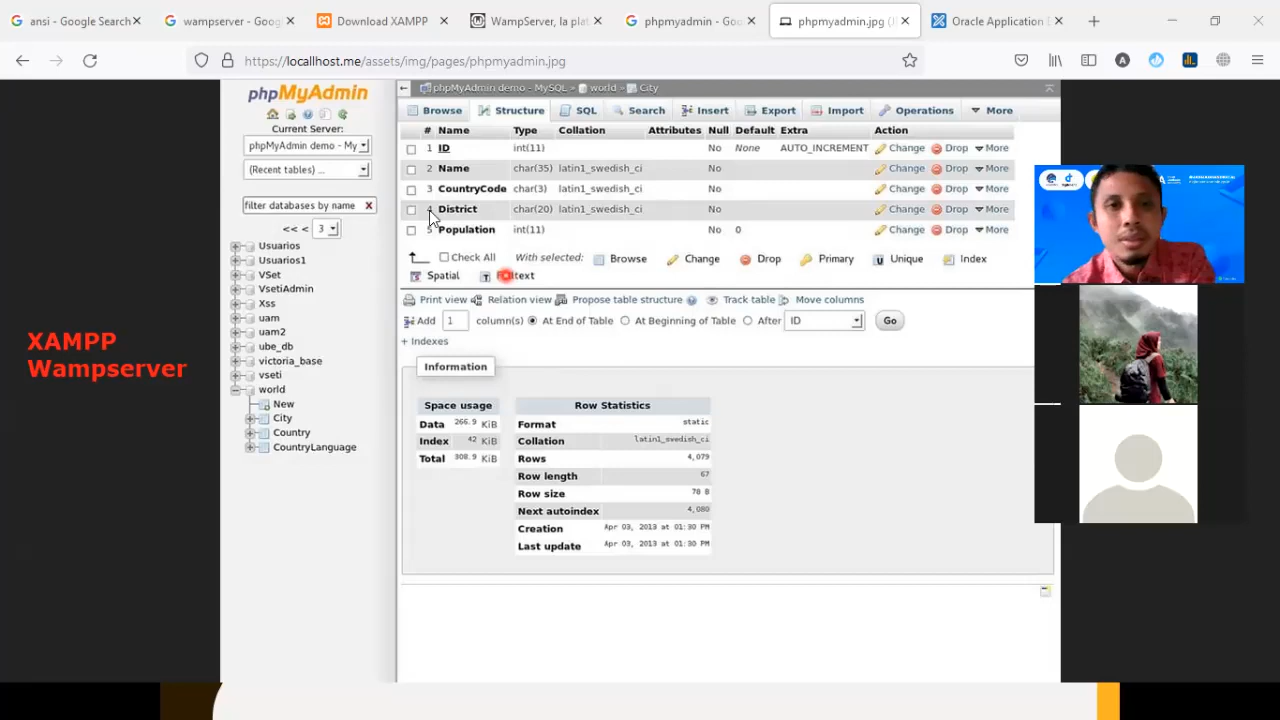 ansi - Google Search
wampserver - Goog
Download XAMPP
WampServer, la plat
phpmyadmin - Goo
phpmyadmin.jpg (I
Oracle Application
https://localhost.me/assets/img/pages/phpmyadmin.jpg
phpMyAdmin
Current Server:
phpMyAdmin demo - My
(Recent tables) ...
filter databases by name X
<< < 3
Usuarios
Usuarios1
VSet
VsetiAdmin
Xss
uam
uam2
ube_db
victoria_base
vseti
world
New
City
Country
CountryLanguage
phpMyAdmin demo - MySQL » world » City
Browse Structure SQL Search Insert Export Import Operations More
# Name Type Collation Attributes Null Default Extra Action
1 ID int(11) No None AUTO_INCREMENT Change Drop More
2 Name char(35) latin1_swedish_ci No Change Drop More
3 CountryCode char(3) latin1_swedish_ci No Change Drop More
4 District char(20) latin1_swedish_ci No Change Drop More
5 Population int(11) No 0 Change Drop More
Check All With selected: Browse Change Drop Primary Unique Index
Spatial Fulltext
Print view Relation view Propose table structure Track table Move columns
Add 1 column(s) At End of Table At Beginning of Table After ID Go
+ Indexes
Information
Space usage
Data 266.9 KiB
Index 42 KiB
Total 308.9 KiB
Row Statistics
Format static
Collation latin1_swedish_ci
Rows 4,079
Row length 67
Row size 78 B
Next autoindex 4,080
Creation Apr 03, 2013 at 01:30 PM
Last update Apr 03, 2013 at 01:30 PM
XAMPP
Wampserver